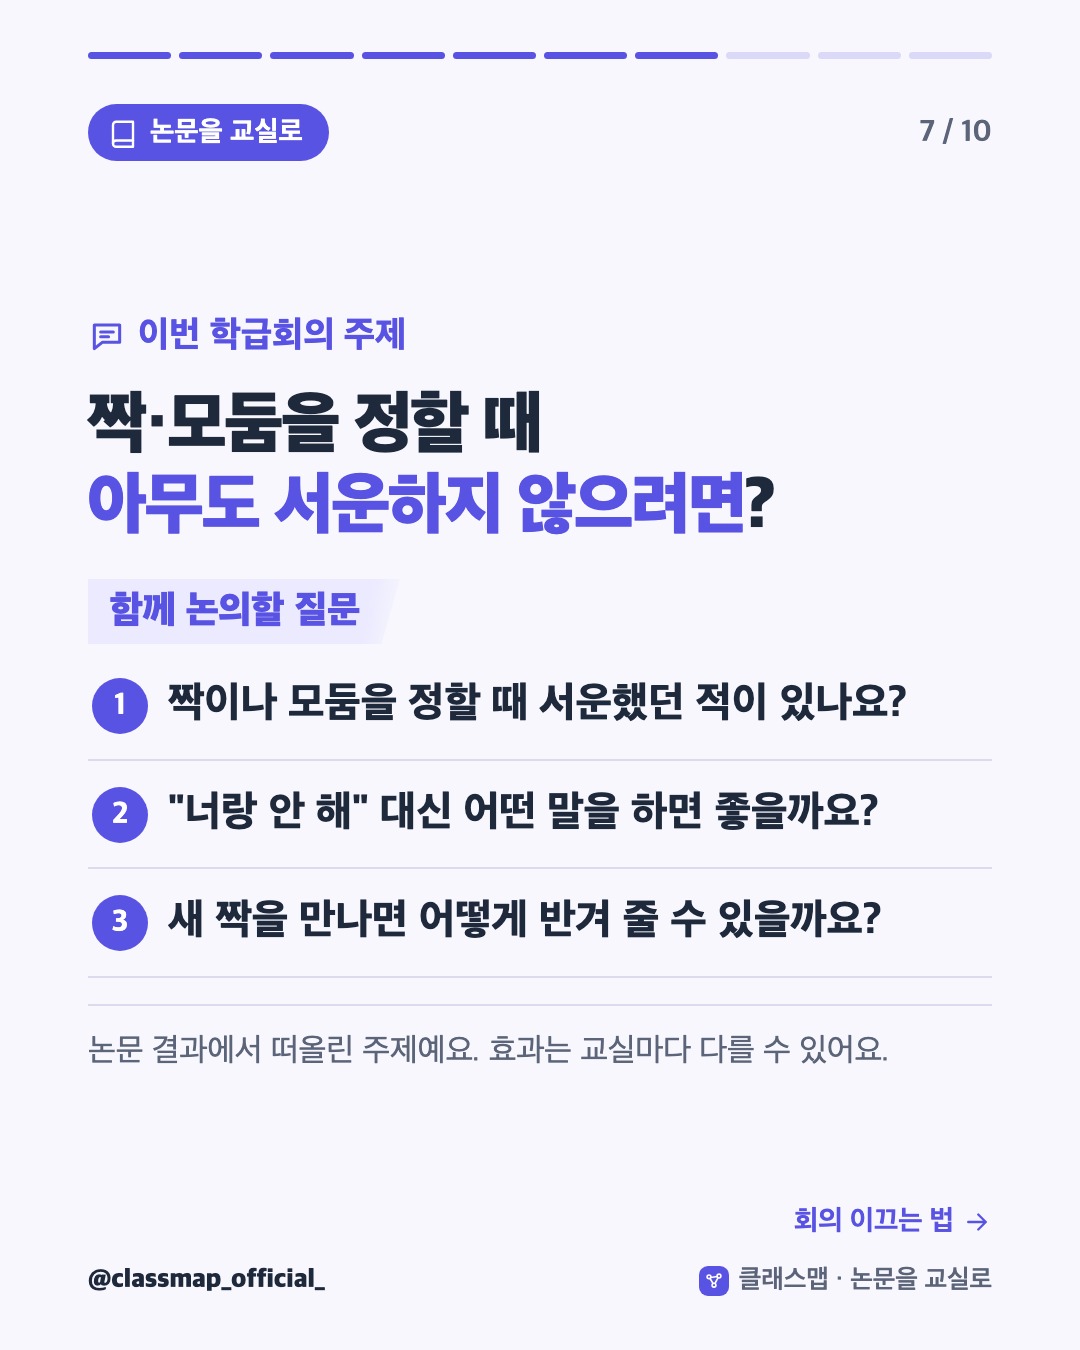 논문을 교실로
7 / 10
이번 학급회의 주제
짝·모둠을 정할 때
아무도 서운하지 않으려면?
함께 논의할 질문
1 짝이나 모둠을 정할 때 서운했던 적이 있나요?
2 "너랑 안 해" 대신 어떤 말을 하면 좋을까요?
3 새 짝을 만나면 어떻게 반겨 줄 수 있을까요?
논문 결과에서 떠올린 주제예요. 효과는 교실마다 다를 수 있어요.
회의 이끄는 법 →
@classmap_official_
클래스맵 · 논문을 교실로